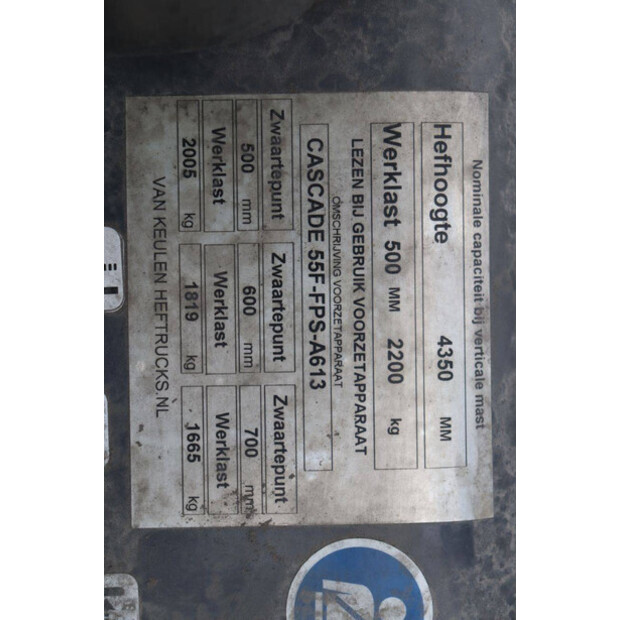 Nominale capaciteit bij verticale mast
Hefhoogte 4350 MM
Werklast 500 MM 2200 kg
LEZEN BIJ GEBRUIK VOORZETAPPARAAT
OMSCHRIJVING VOORZETAPPARAAT
CASCADE 55F-FPS-A613
Zwaartepunt Zwaartepunt Zwaartepunt
500 mm 600 mm 700 mm
Werklast Werklast Werklast
2005 kg 1819 kg 1665 kg
VAN KEULEN HEFTRUCKS.NL